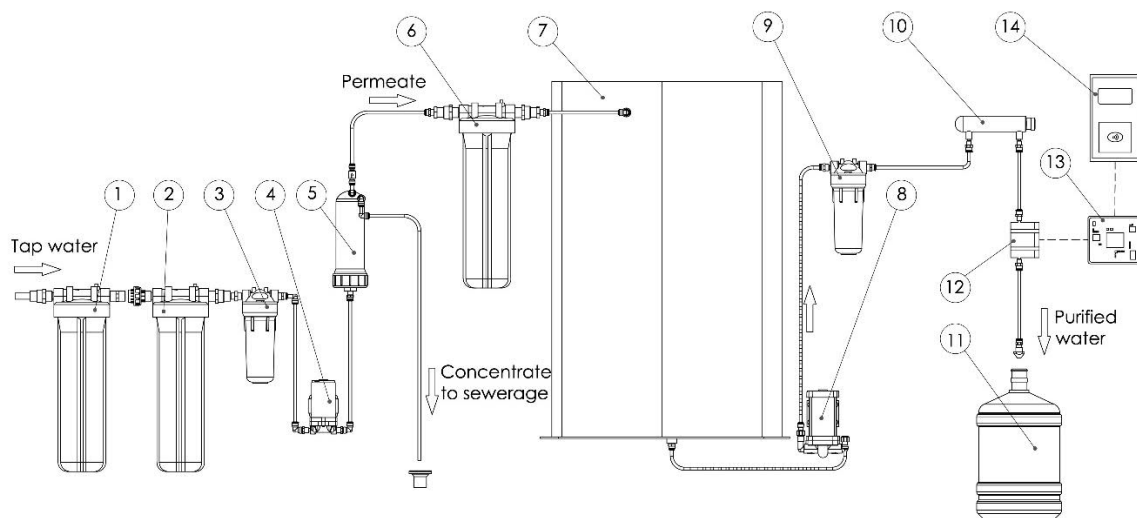 6
7
9
10
14
Permeate
1
2
3
4
5
8
13
Tap water
12
Purified
water
Concentrate
to sewerage
11